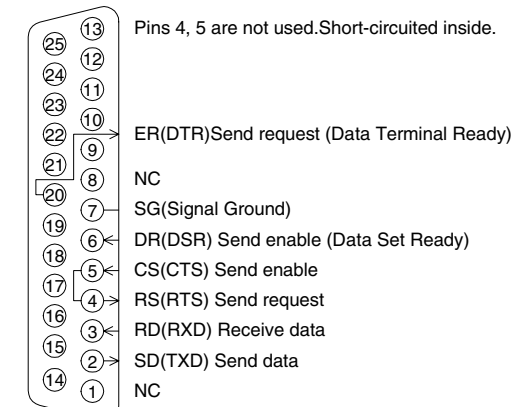 13 Pins 4, 5 are not used.Short-circuited inside.
25
12
24
11
23
10
22 ER(DTR)Send request (Data Terminal Ready)
9
21
8 NC
20
7 SG(Signal Ground)
19
6 DR(DSR) Send enable (Data Set Ready)
18
5 CS(CTS) Send enable
17
4 RS(RTS) Send request
16
3 RD(RXD) Receive data
15
2 SD(TXD) Send data
14
1 NC